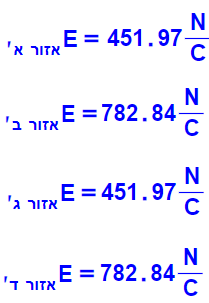 אזור א' E = 451.97 N/C
אזור ב' E = 782.84 N/C
אזור ג' E = 451.97 N/C
אזור ד' E = 782.84 N/C